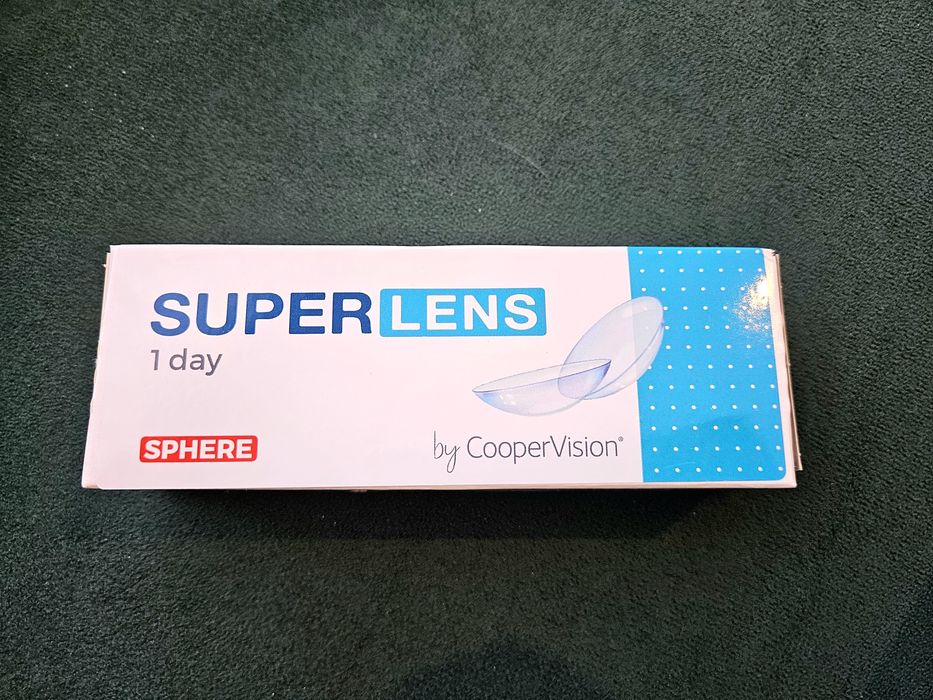 SUPER LENS
1 day
SPHERE
by CooperVision®